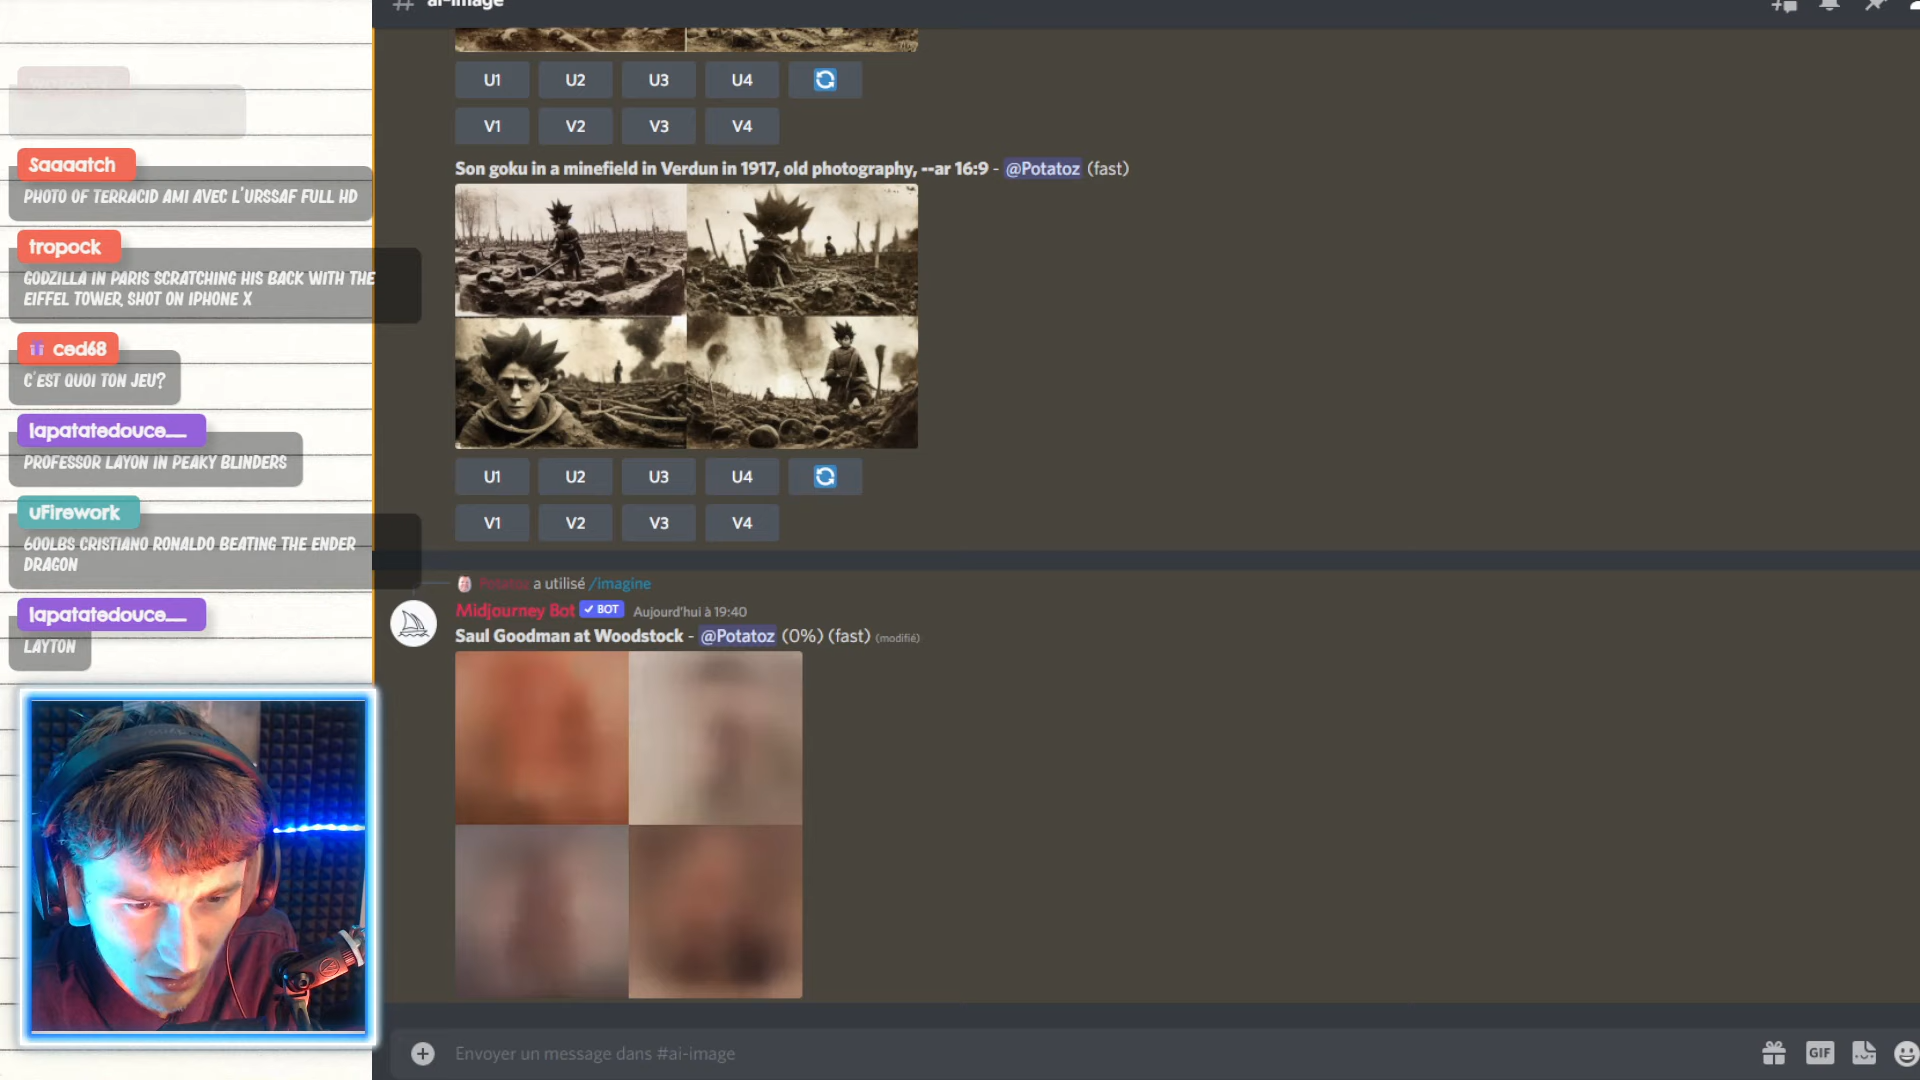 ai-image
U1 U2 U3 U4
V1 V2 V3 V4
Son goku in a minefield in Verdun in 1917, old photography, --ar 16:9 - @Potatoz (fast)
U1 U2 U3 U4
V1 V2 V3 V4
Potatoz a utilisé /imagine
Midjourney Bot ✓ BOT Aujourd'hui à 19:40
Saul Goodman at Woodstock - @Potatoz (0%) (fast) (modifié)
Envoyer un message dans #ai-image
GIF
Saaaatch
PHOTO OF TERRACID AMI AVEC L'URSSAF FULL HD
tropock
GODZILLA IN PARIS SCRATCHING HIS BACK WITH THE
EIFFEL TOWER, SHOT ON IPHONE X
ced68
C'EST QUOI TON JEU?
lapatatedouce__
PROFESSOR LAYON IN PEAKY BLINDERS
uFirework
600LBS CRISTIANO RONALDO BEATING THE ENDER
DRAGON
lapatatedouce__
LAYTON